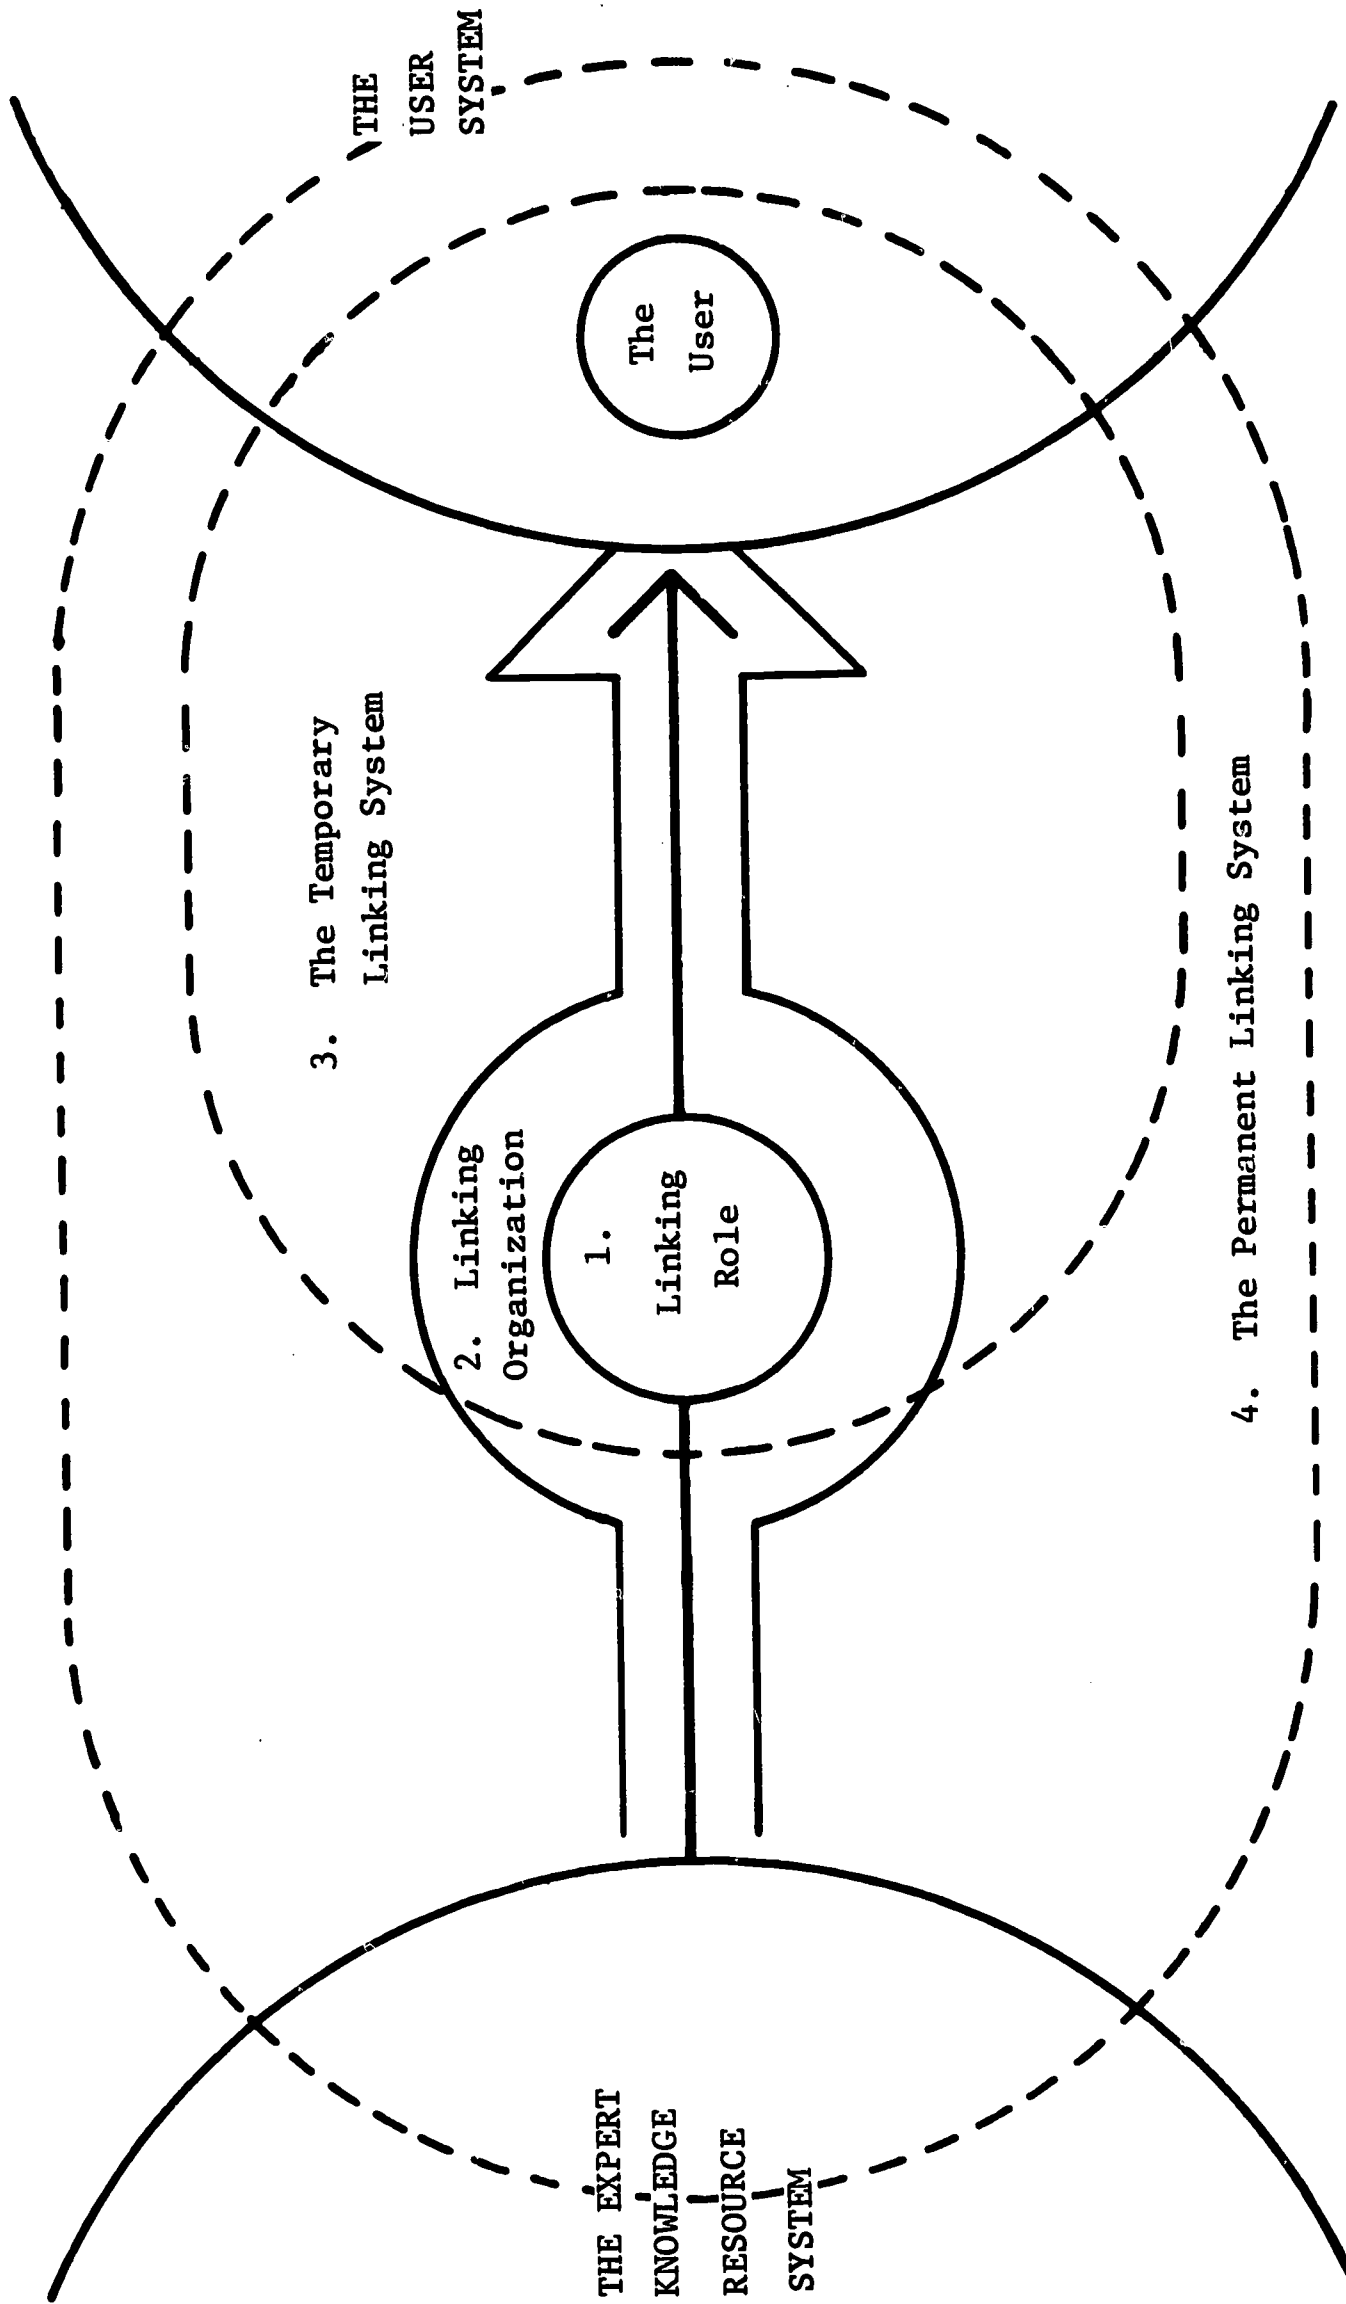 THE EXPERT
KNOWLEDGE
RESOURCE
SYSTEM
2. Linking
Organization
1.
Linking
Role
3. The Temporary
Linking System
4. The Permanent Linking System
The
User
THE
USER
SYSTEM